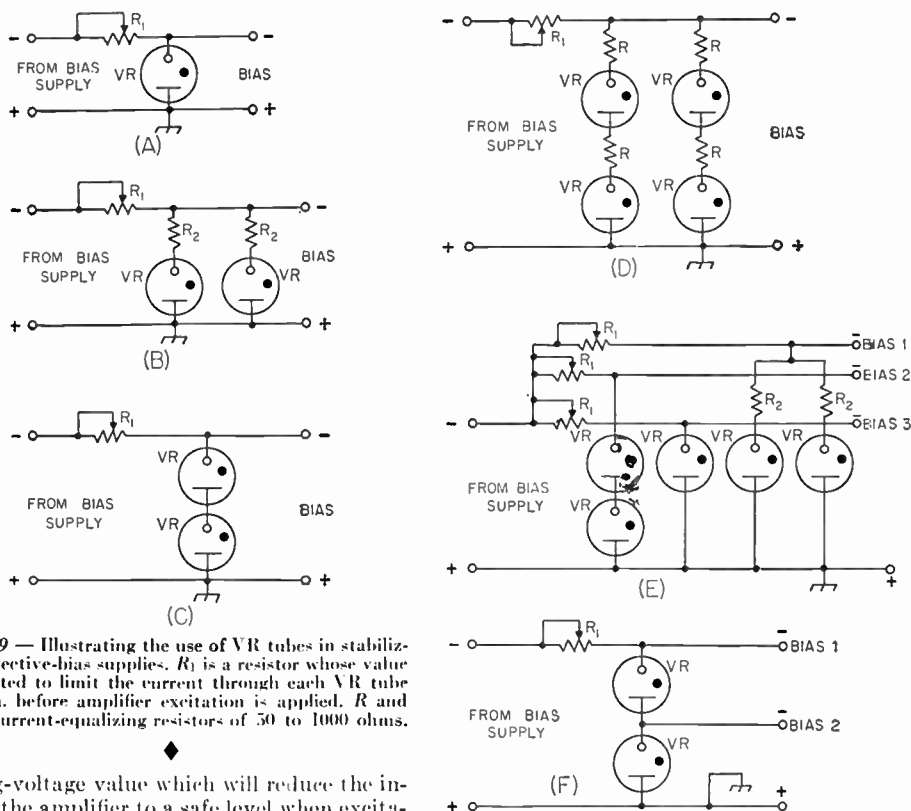 - R₁ -
FROM BIAS SUPPLY VR BIAS
+ +
(A)
- R₁ -
R₂ R₂
FROM BIAS SUPPLY VR VR BIAS
+ +
(B)
- R₁ -
VR
FROM BIAS SUPPLY VR BIAS
+ +
(C)
9 — Illustrating the use of VR tubes in stabiliz-
ective-bias supplies. R₁ is a resistor whose value
ted to limit the current through each VR tube
a. before amplifier excitation is applied. R and
urrent-equalizing resistors of 50 to 1000 ohms.
g-voltage value which will reduce the in-
the amplifier to a safe level when excita-
- R₁ -
R R
VR VR
FROM BIAS SUPPLY R R BIAS
VR VR
+ +
(D)
R₁ - BIAS 1
R₁ - BIAS 2
R₂ R₂
- R₁ - BIAS 3
VR VR VR VR
FROM BIAS SUPPLY VR
+ +
(E)
- R₁ - BIAS 1
VR
FROM BIAS SUPPLY - BIAS 2
VR
(F)
+ +